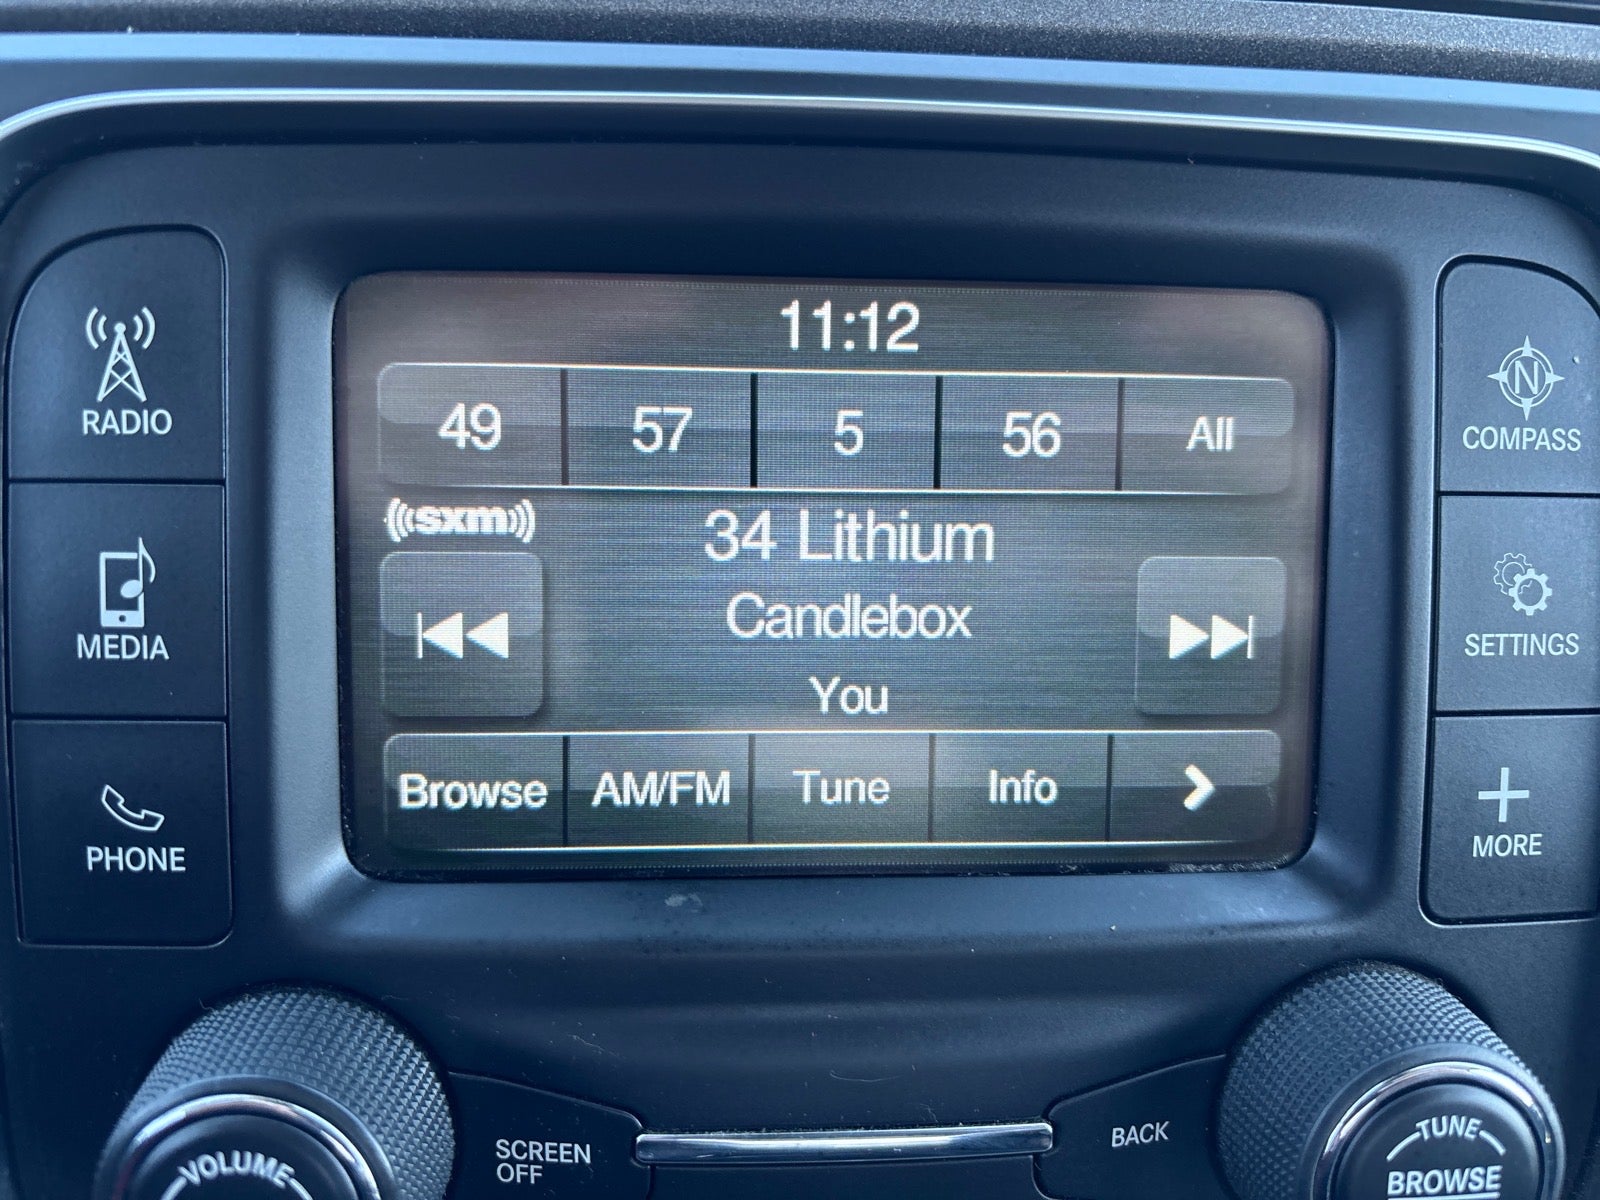 11:12
49 57 5 56 All
((sxm))
34 Lithium
Candlebox
You
Browse AM/FM Tune Info
RADIO
MEDIA
PHONE
N
COMPASS
SETTINGS
MORE
VOLUME
SCREEN
OFF
BACK
TUNE
BROWSE